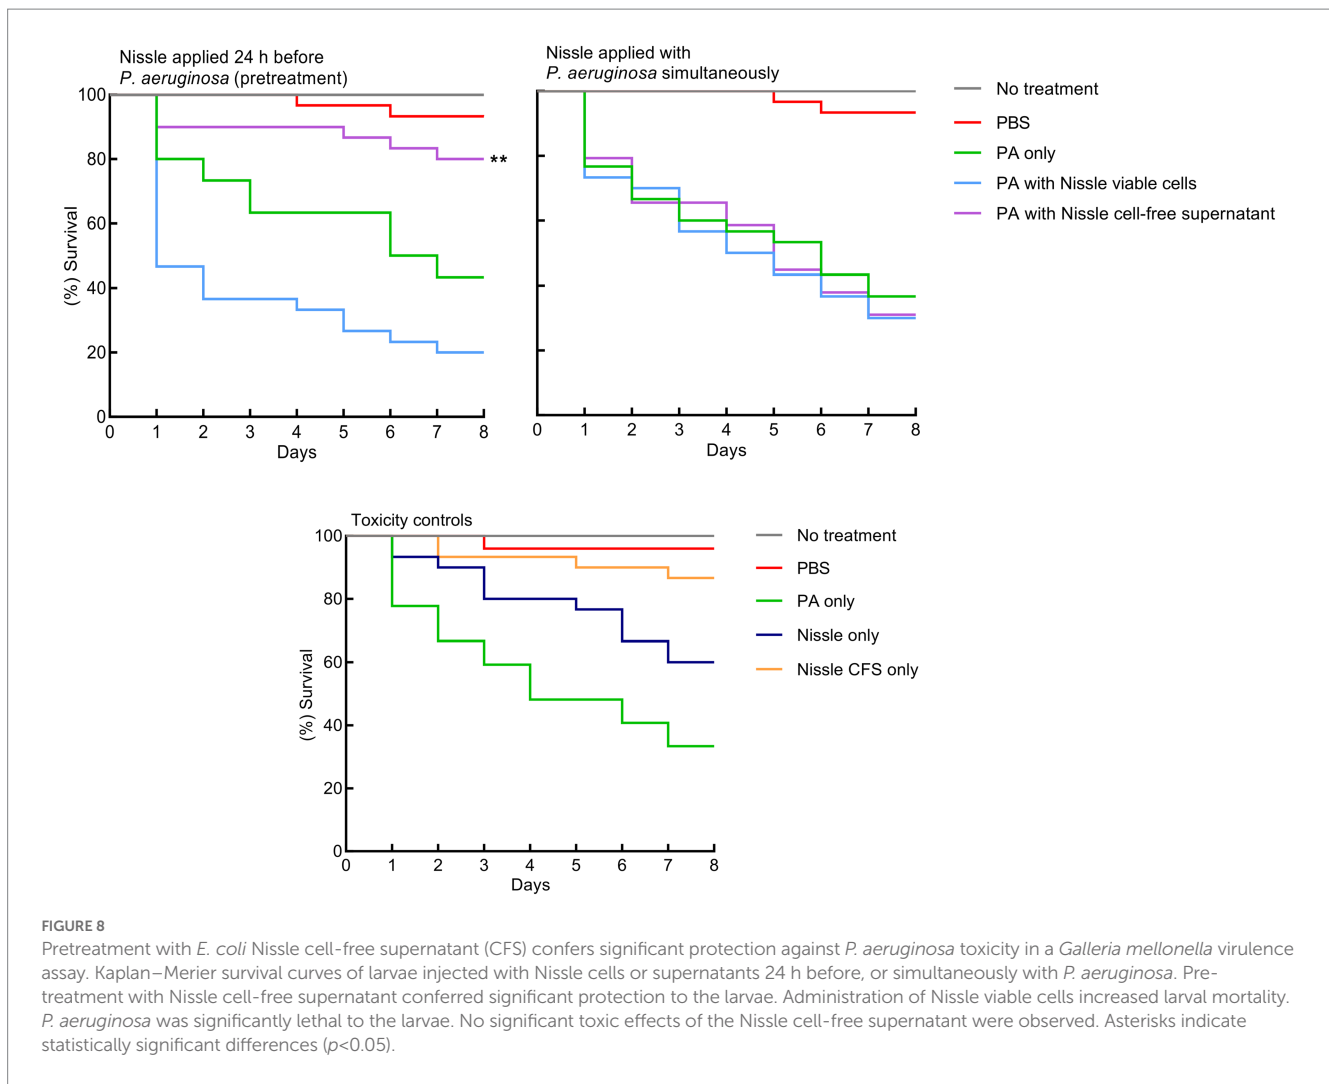 Nissle applied 24 h before
P. aeruginosa (pretreatment)
100
80
60
40
20
0
(%) Survival
0 1 2 3 4 5 6 7 8
Days
**
Nissle applied with
P. aeruginosa simultaneously
0 1 2 3 4 5 6 7 8
Days
No treatment
PBS
PA only
PA with Nissle viable cells
PA with Nissle cell-free supernatant
Toxicity controls
100
80
60
40
20
0
(%) Survival
0 1 2 3 4 5 6 7 8
Days
No treatment
PBS
PA only
Nissle only
Nissle CFS only
FIGURE 8
Pretreatment with E. coli Nissle cell-free supernatant (CFS) confers significant protection against P. aeruginosa toxicity in a Galleria mellonella virulence
assay. Kaplan–Merier survival curves of larvae injected with Nissle cells or supernatants 24 h before, or simultaneously with P. aeruginosa. Pre-
treatment with Nissle cell-free supernatant conferred significant protection to the larvae. Administration of Nissle viable cells increased larval mortality.
P. aeruginosa was significantly lethal to the larvae. No significant toxic effects of the Nissle cell-free supernatant were observed. Asterisks indicate
statistically significant differences (p<0.05).